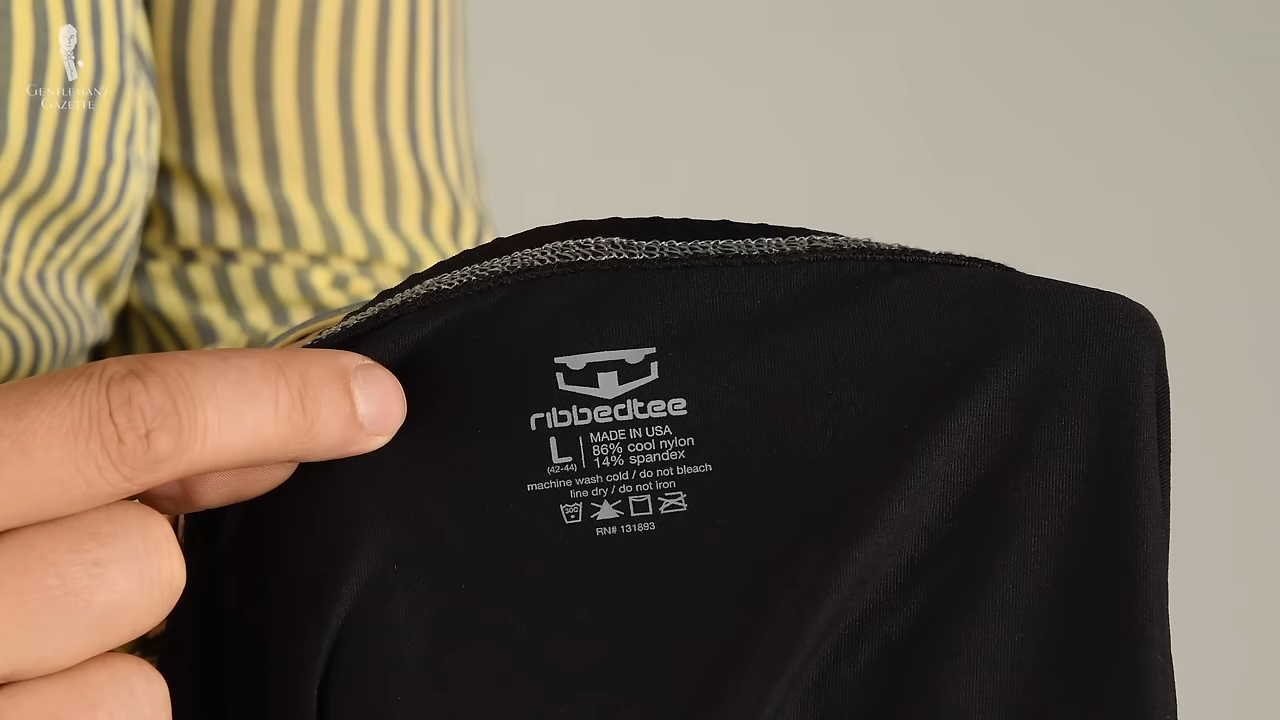 GENTLEMAN'S
GAZETTE
ribbedtee
L
(42-44)
MADE IN USA
86% cool nylon
14% spandex
machine wash cold / do not bleach
line dry / do not iron
30C
RN# 131893